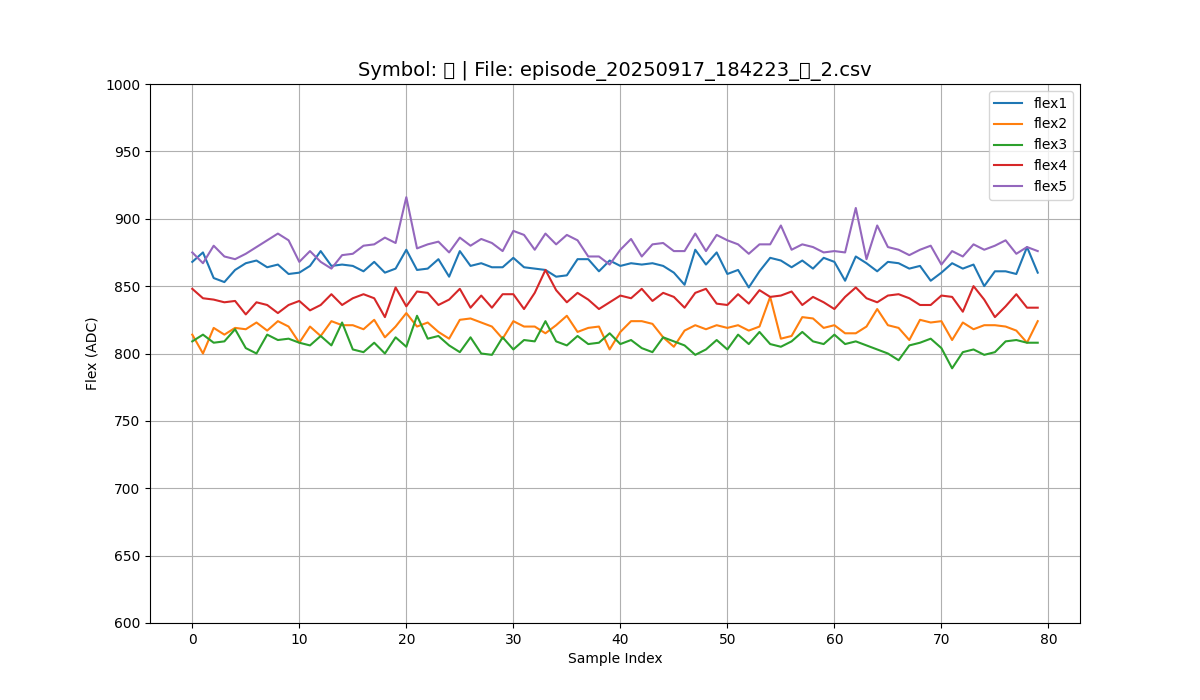 Symbol: ▯ | File: episode_20250917_184223_▯_2.csv
1000
950
900
850
800
750
700
650
600
Flex (ADC)
0 10 20 30 40 50 60 70 80
Sample Index
flex1
flex2
flex3
flex4
flex5